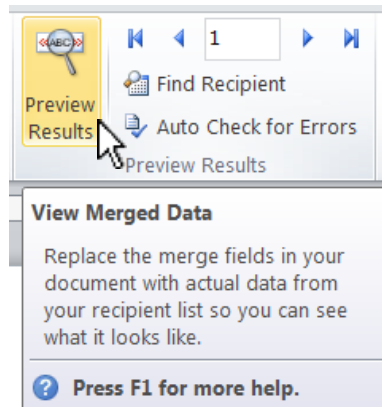 «ABC»
1
Find Recipient
Preview
Results
Auto Check for Errors
Preview Results
View Merged Data
Replace the merge fields in your
document with actual data from
your recipient list so you can see
what it looks like.
? Press F1 for more help.